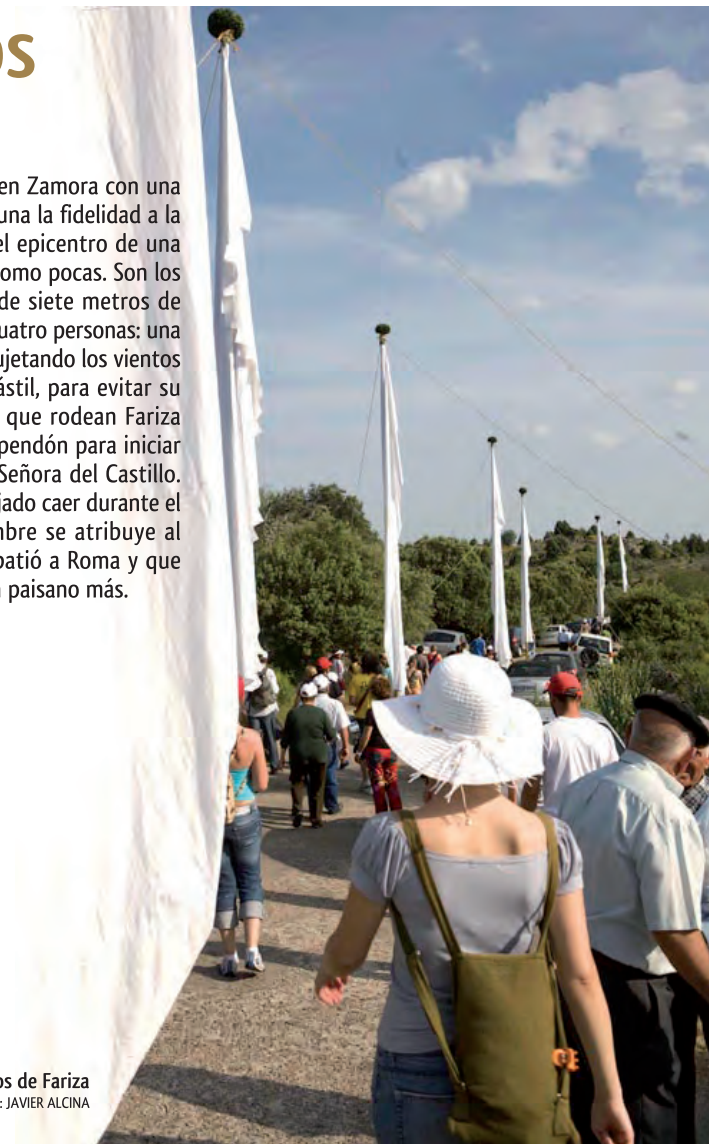 os
en Zamora con una
una la fidelidad a la
el epicentro de una
omo pocas. Son los
de siete metros de
uatro personas: una
ujetando los vientos
ástil, para evitar su
que rodean Fariza
pendón para iniciar
Señora del Castillo.
jado caer durante el
mbre se atribuye al
patió a Roma y que
paisano más.
os de Fariza
: JAVIER ALCINA